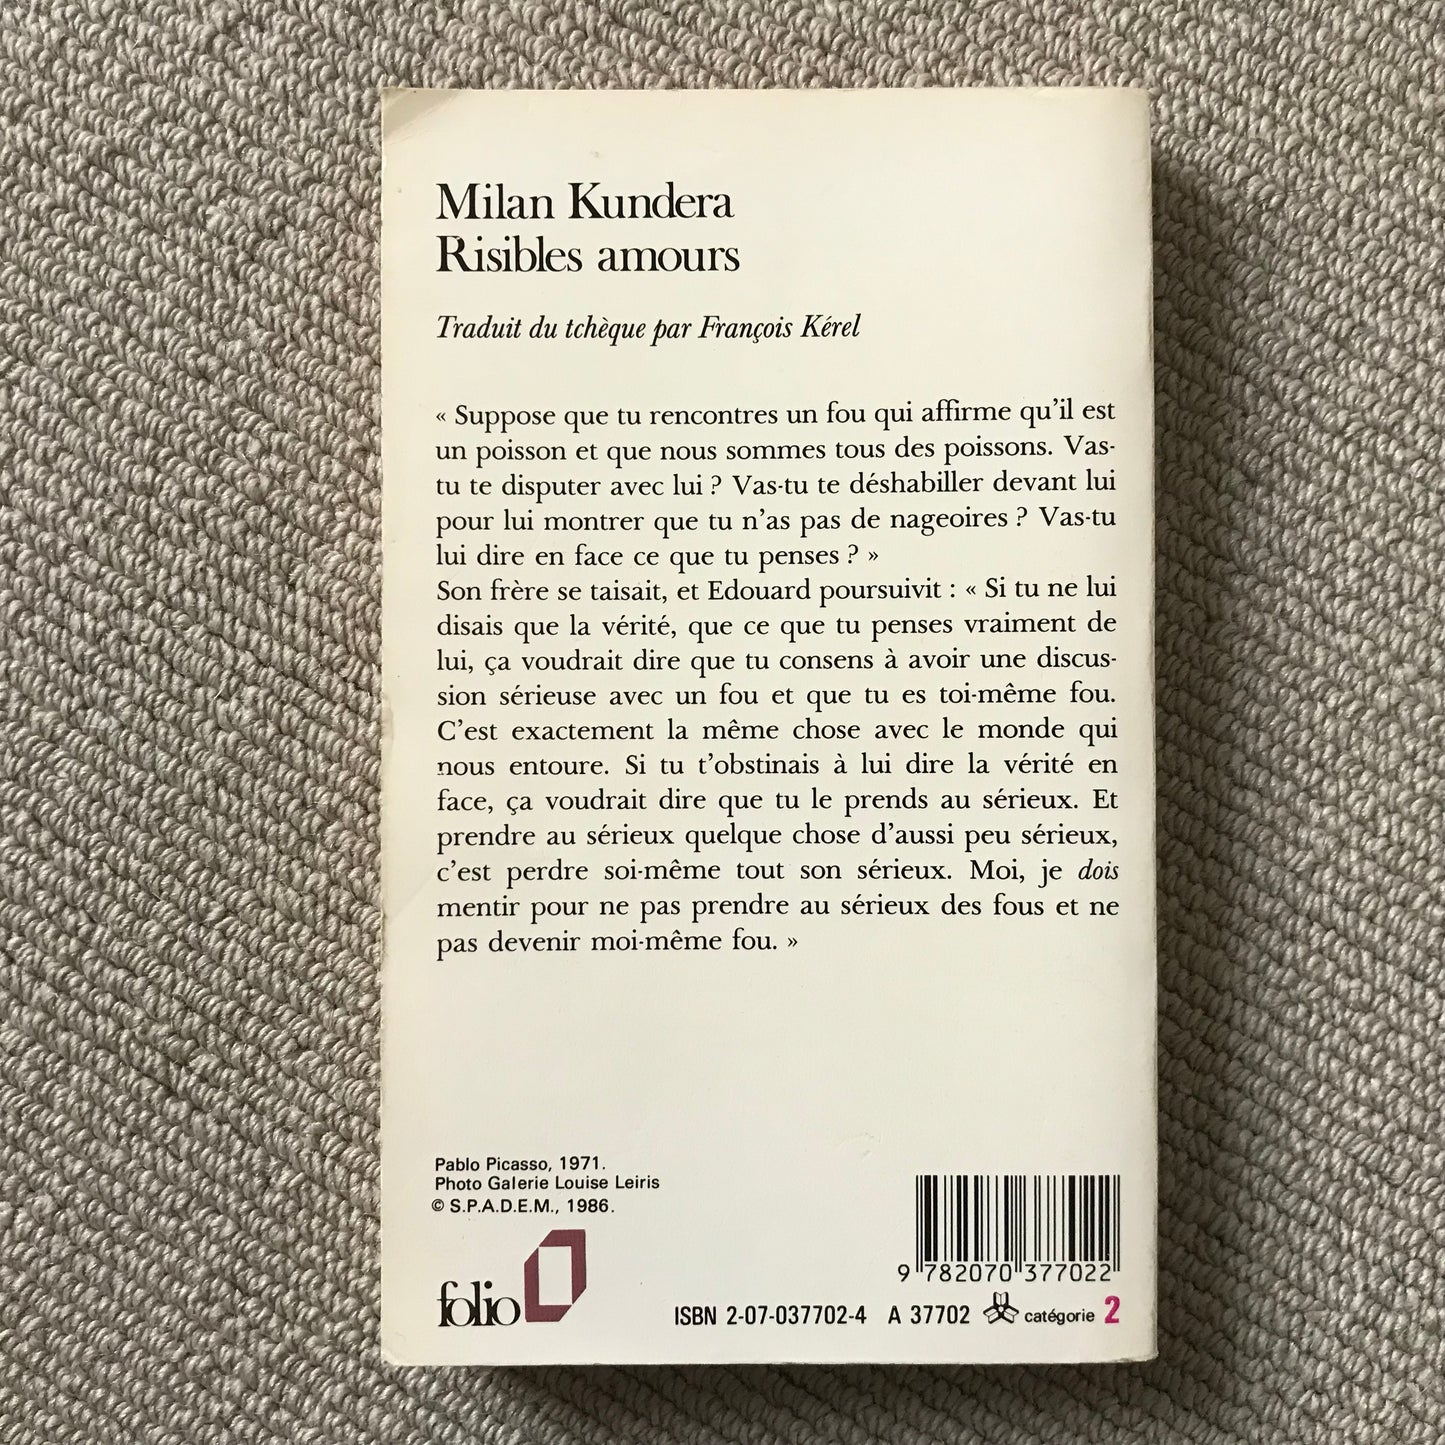 Milan Kundera
Risibles amours
Traduit du tchèque par François Kérel
« Suppose que tu rencontres un fou qui affirme qu'il est
un poisson et que nous sommes tous des poissons. Vas-
tu te disputer avec lui ? Vas-tu te déshabiller devant lui
pour lui montrer que tu n'as pas de nageoires ? Vas-tu
lui dire en face ce que tu penses ? »
Son frère se taisait, et Edouard poursuivit : « Si tu ne lui
disais que la vérité, que ce que tu penses vraiment de
lui, ça voudrait dire que tu consens à avoir une discus-
sion sérieuse avec un fou et que tu es toi-même fou.
C'est exactement la même chose avec le monde qui
nous entoure. Si tu t'obstinais à lui dire la vérité en
face, ça voudrait dire que tu le prends au sérieux. Et
prendre au sérieux quelque chose d'aussi peu sérieux,
c'est perdre soi-même tout son sérieux. Moi, je dois
mentir pour ne pas prendre au sérieux des fous et ne
pas devenir moi-même fou. »
Pablo Picasso, 1971.
Photo Galerie Louise Leiris
© S.P.A.D.E.M., 1986.
folio
9 782070 377022
ISBN 2-07-037702-4 A 37702 catégorie 2